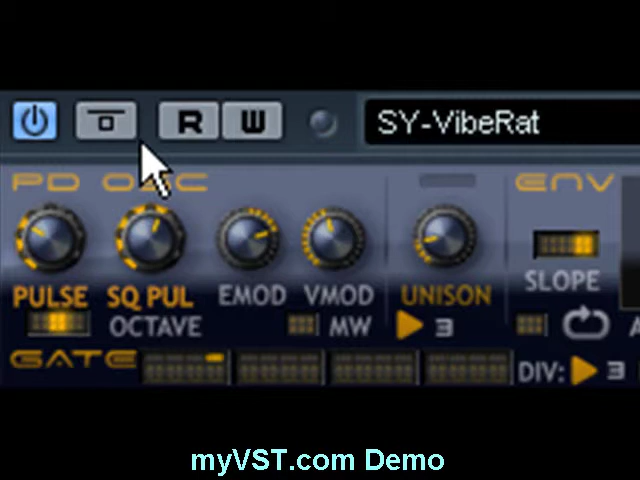 R W SY-VibeRat
PD OSC ENV
PULSE SQ PUL EMOD VMOD UNISON SLOPE
OCTAVE MW 3
GATE DIV: 3
myVST.com Demo